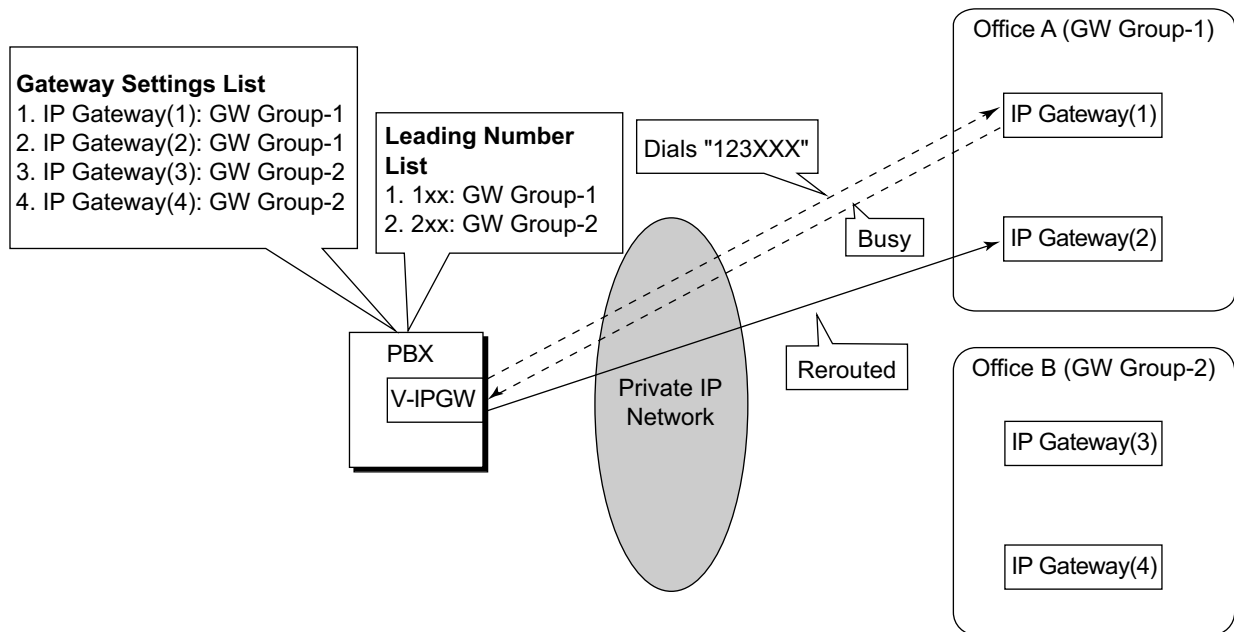 Gateway Settings List
1. IP Gateway(1): GW Group-1
2. IP Gateway(2): GW Group-1
3. IP Gateway(3): GW Group-2
4. IP Gateway(4): GW Group-2
Leading Number
List
1. 1xx: GW Group-1
2. 2xx: GW Group-2
PBX
V-IPGW
Dials "123XXX"
Busy
Rerouted
Private IP
Network
Office A (GW Group-1)
IP Gateway(1)
IP Gateway(2)
Office B (GW Group-2)
IP Gateway(3)
IP Gateway(4)